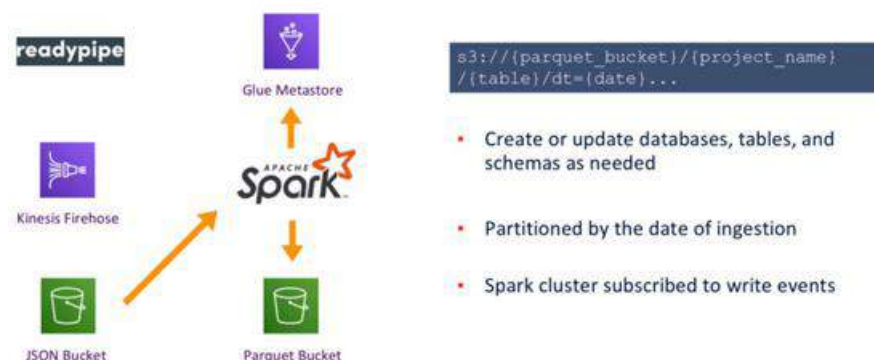 readypipe
Glue Metastore
APACHE
Spark
Kinesis Firehose
JSON Bucket
Parquet Bucket
s3://{parquet_bucket}/{project_name}
/{table}/dt={date}...
Create or update databases, tables, and
schemas as needed
Partitioned by the date of ingestion
Spark cluster subscribed to write events